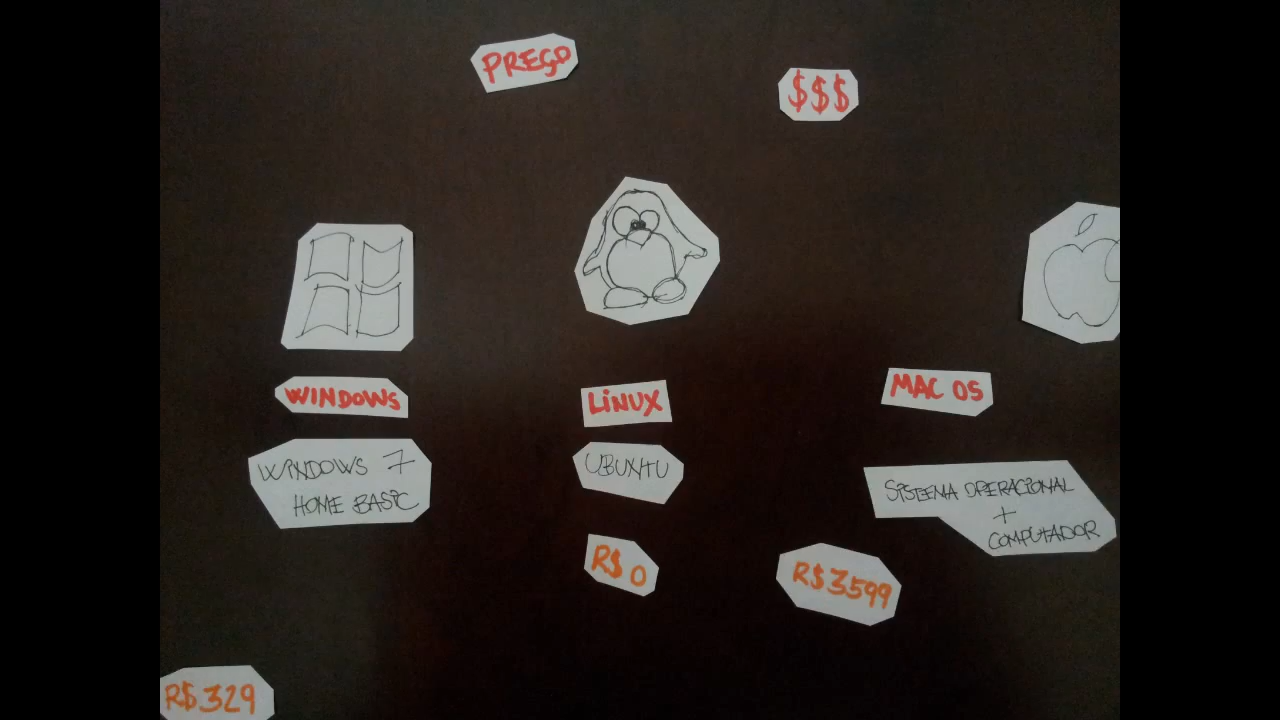 PREÇO
$$$
WINDOWS
LINUX
MAC OS
WINDOWS 7
HOME BASIC
UBUNTU
SISTEMA OPERACIONAL
+
COMPUTADOR
R$ 0
R$ 3599
R$ 329